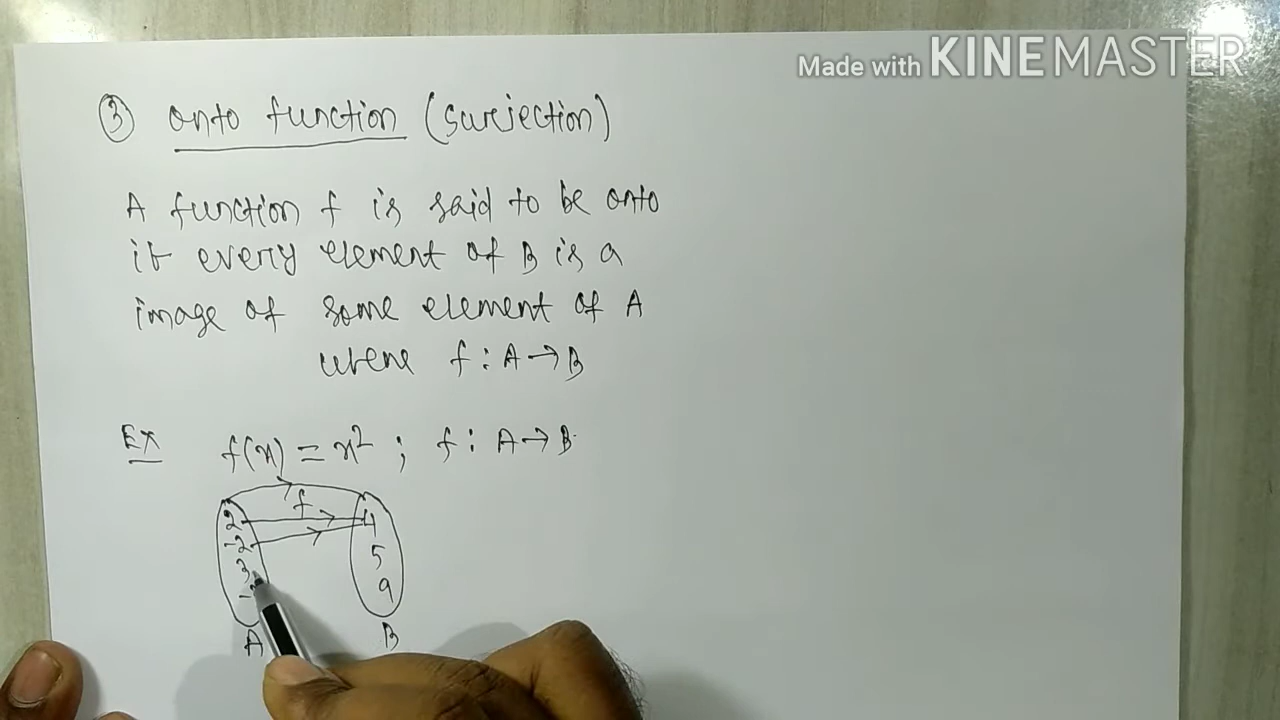 Made with KINEMASTER
③ onto function (surjection)
A function f is said to be onto
if every element of B is a
image of some element of A
where f : A → B
Ex f(x) = x² ; f : A → B
f
2 4
-2 5
3 9
A B